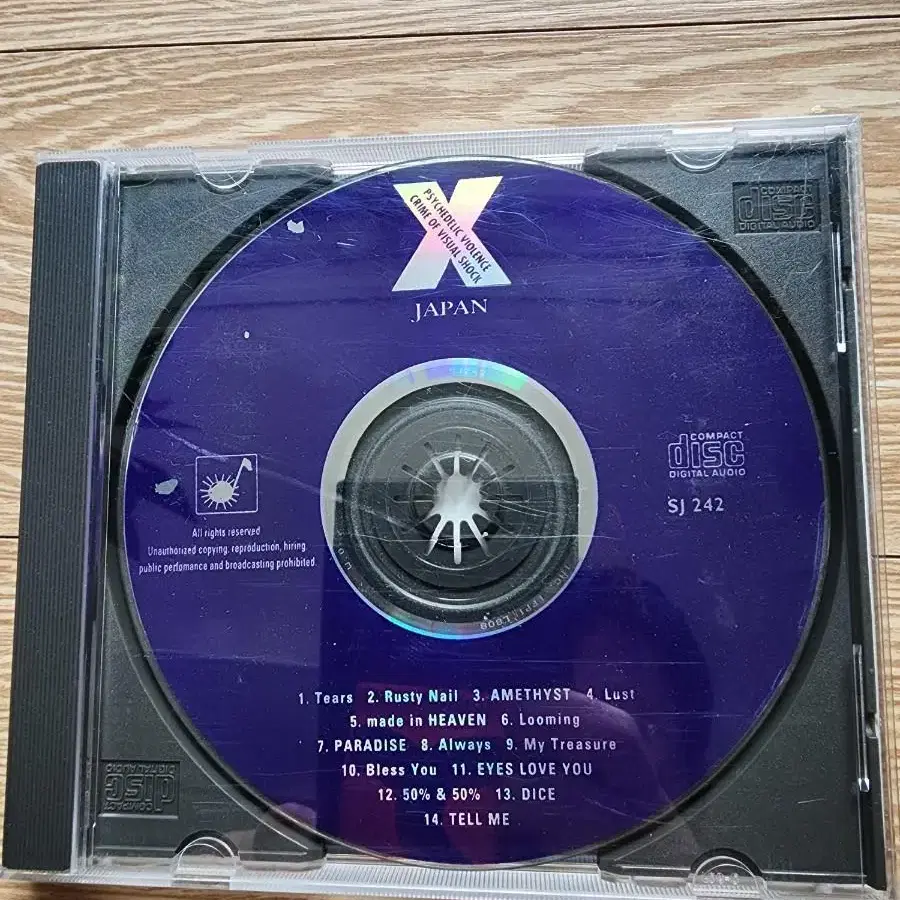 PSYCHEDELIC VIOLENCE
CRIME OF VISUAL SHOCK
X
JAPAN
COMPACT
disc
DIGITAL AUDIO
COMPACT
disc
DIGITAL AUDIO
SJ 242
All rights reserved
Unauthorized copying, reproduction, hiring,
public perfomance and broadcasting prohibited.
IFPI L808
1. Tears 2. Rusty Nail 3. AMETHYST 4. Lust
5. made in HEAVEN 6. Looming
7. PARADISE 8. Always 9. My Treasure
10. Bless You 11. EYES LOVE YOU
12. 50% & 50% 13. DICE
14. TELL ME
COMPACT
disc
DIGITAL AUDIO